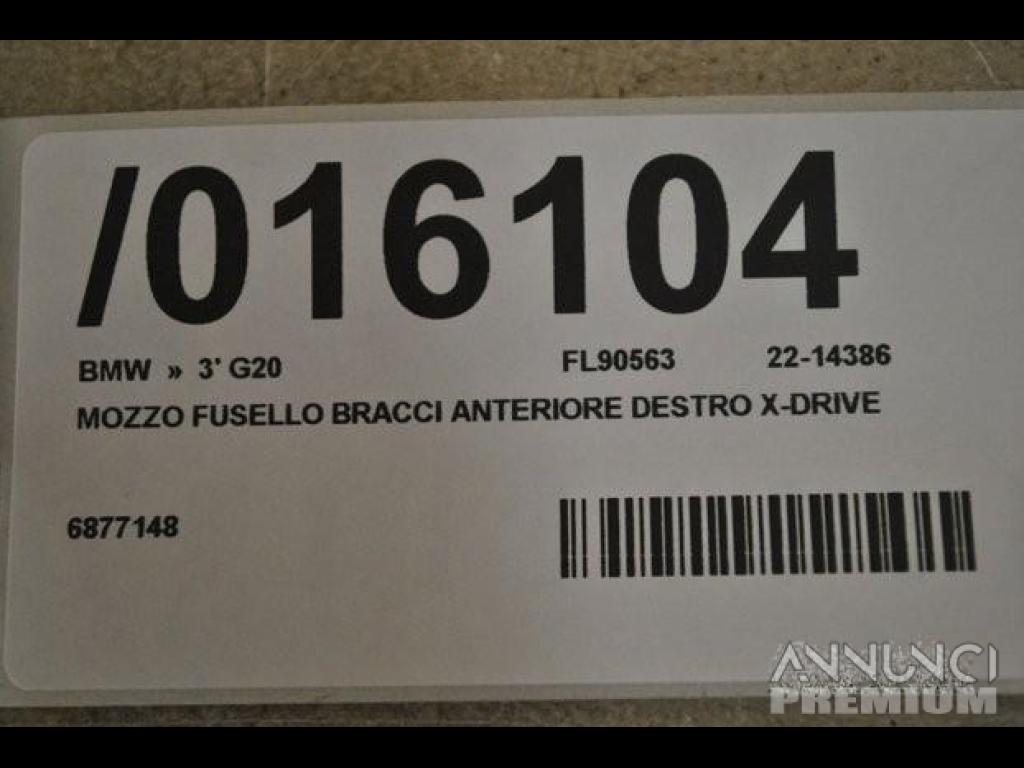 /016104
BMW » 3' G20 FL90563 22-14386
MOZZO FUSELLO BRACCI ANTERIORE DESTRO X-DRIVE
6877148
ANNUNCI
PREMIUM